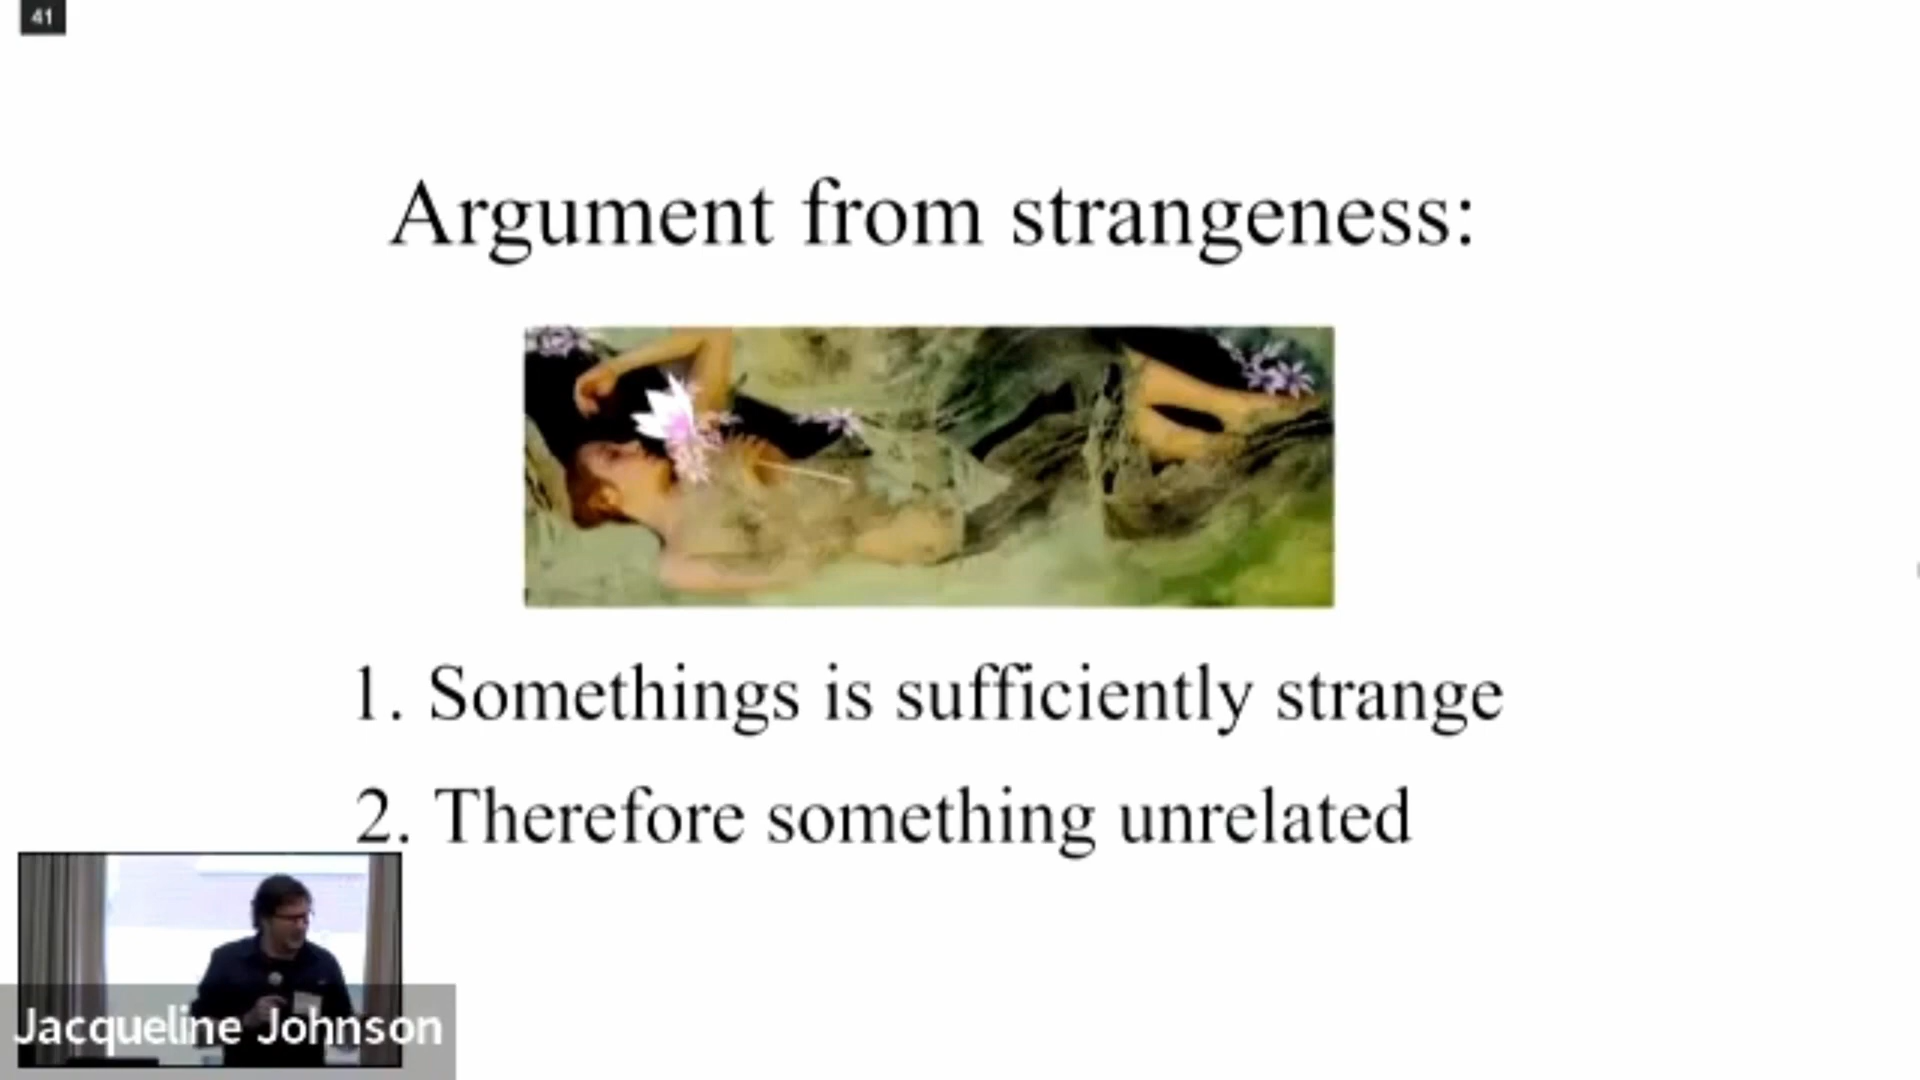 41
Argument from strangeness:
1. Somethings is sufficiently strange
2. Therefore something unrelated
Jacqueline Johnson